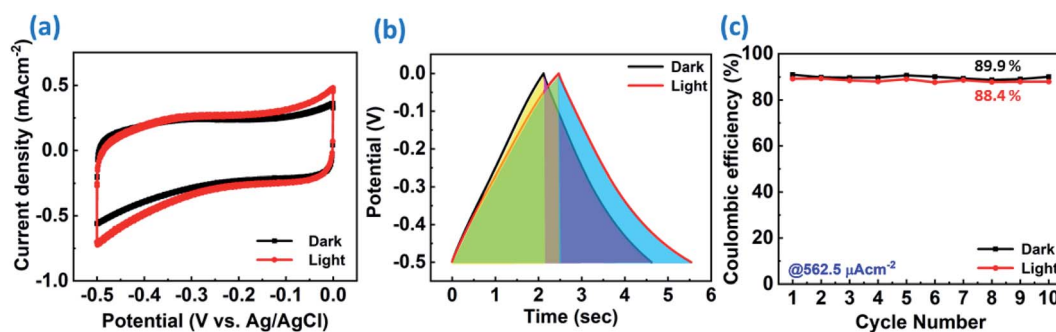 (a)
Current density (mAcm-2)
0.5
0.0
-0.5
-1.0
Dark
Light
-0.5 -0.4 -0.3 -0.2 -0.1 0.0
Potential (V vs. Ag/AgCl)
(b)
Potential (V)
0.0
-0.1
-0.2
-0.3
-0.4
-0.5
Dark
Light
0 1 2 3 4 5 6
Time (sec)
(c)
Coulombic efficiency (%)
100
80
60
40
20
0
89.9 %
88.4 %
Dark
Light
@562.5 μAcm-2
1 2 3 4 5 6 7 8 9 10
Cycle Number